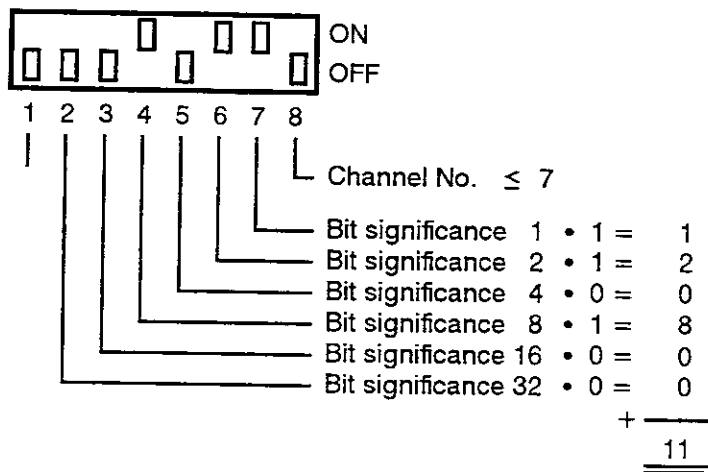 ON
OFF
1 2 3 4 5 6 7 8
Channel No. ≤ 7
Bit significance 1 • 1 = 1
Bit significance 2 • 1 = 2
Bit significance 4 • 0 = 0
Bit significance 8 • 1 = 8
Bit significance 16 • 0 = 0
Bit significance 32 • 0 = 0
+
11